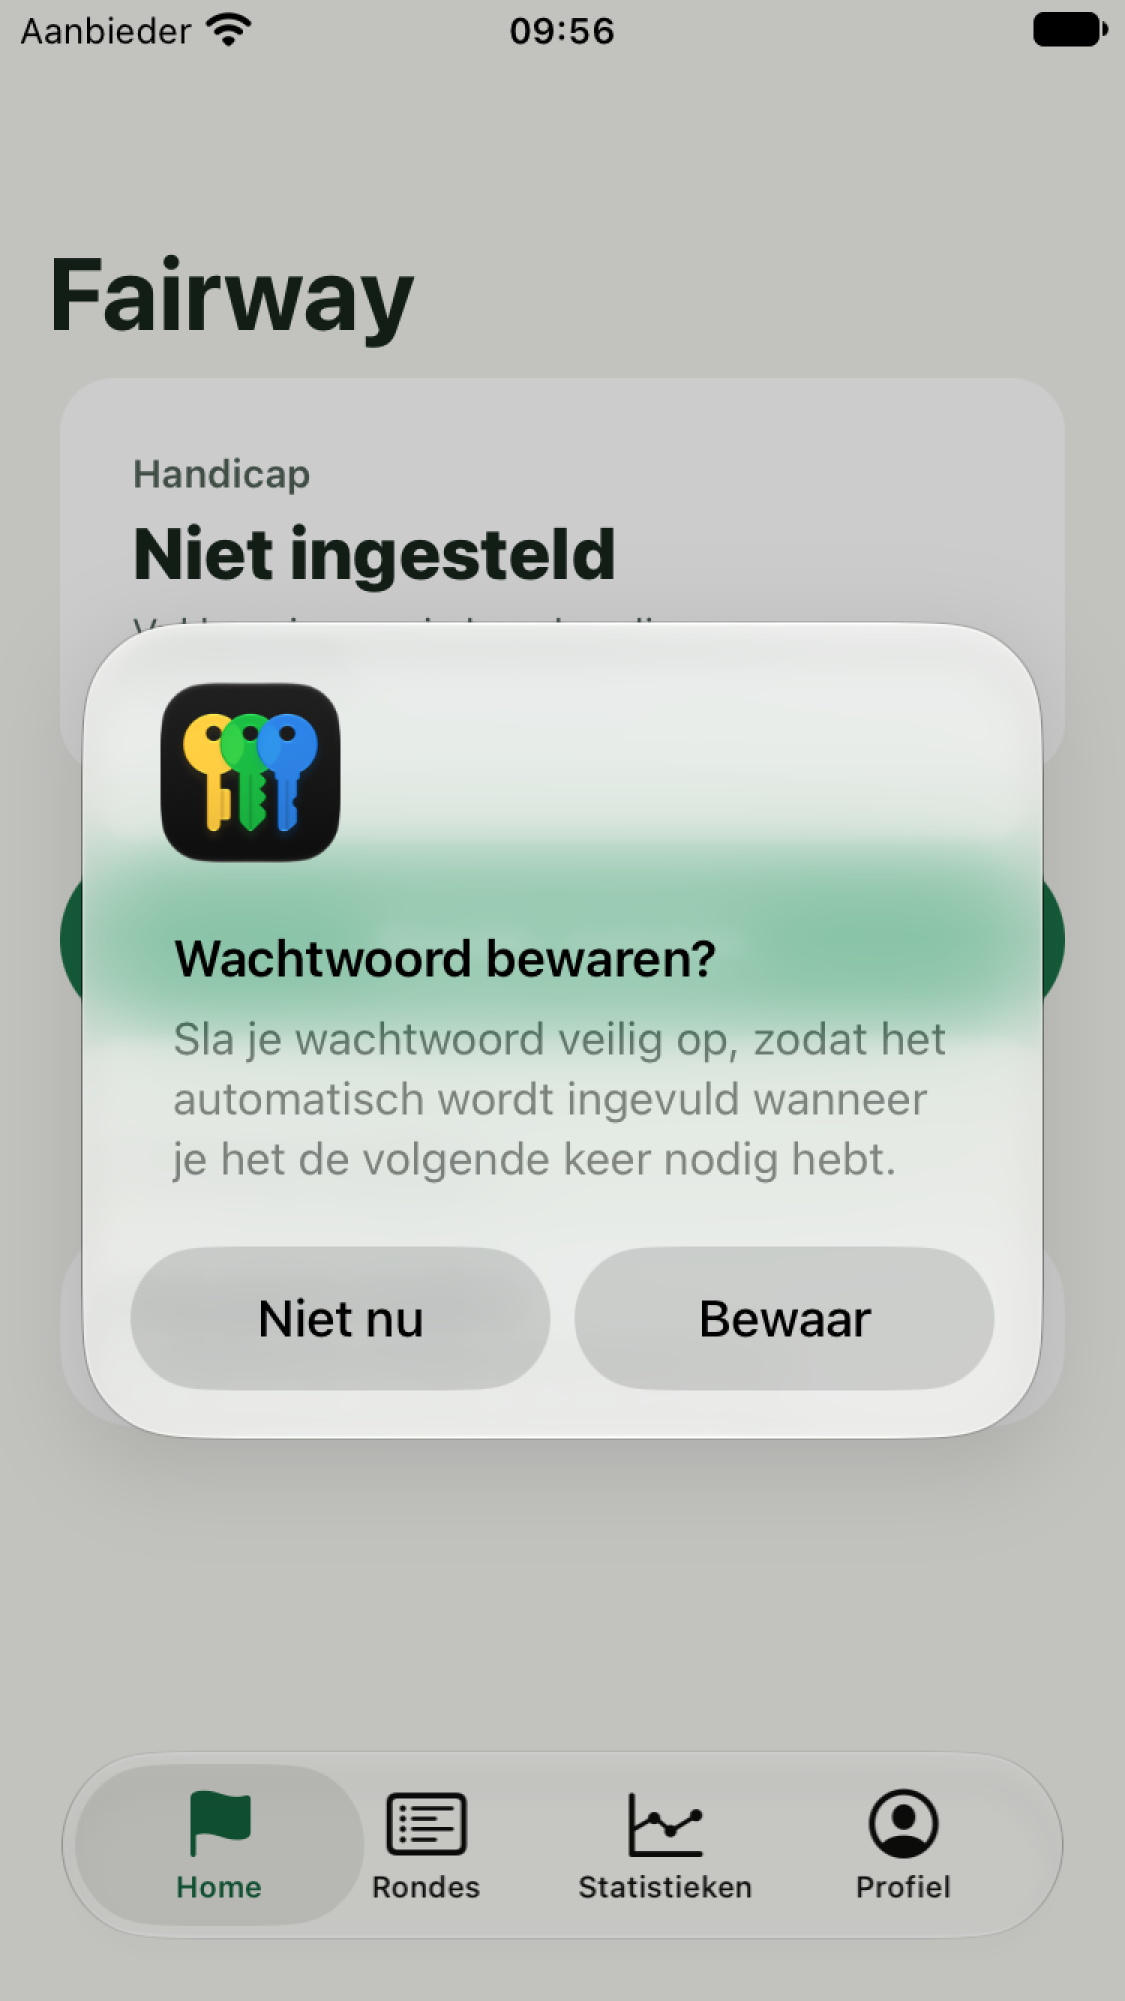 Aanbieder 09:56
Fairway
Handicap
Niet ingesteld
Wachtwoord bewaren?
Sla je wachtwoord veilig op, zodat het
automatisch wordt ingevuld wanneer
je het de volgende keer nodig hebt.
Niet nu Bewaar
Home Rondes Statistieken Profiel